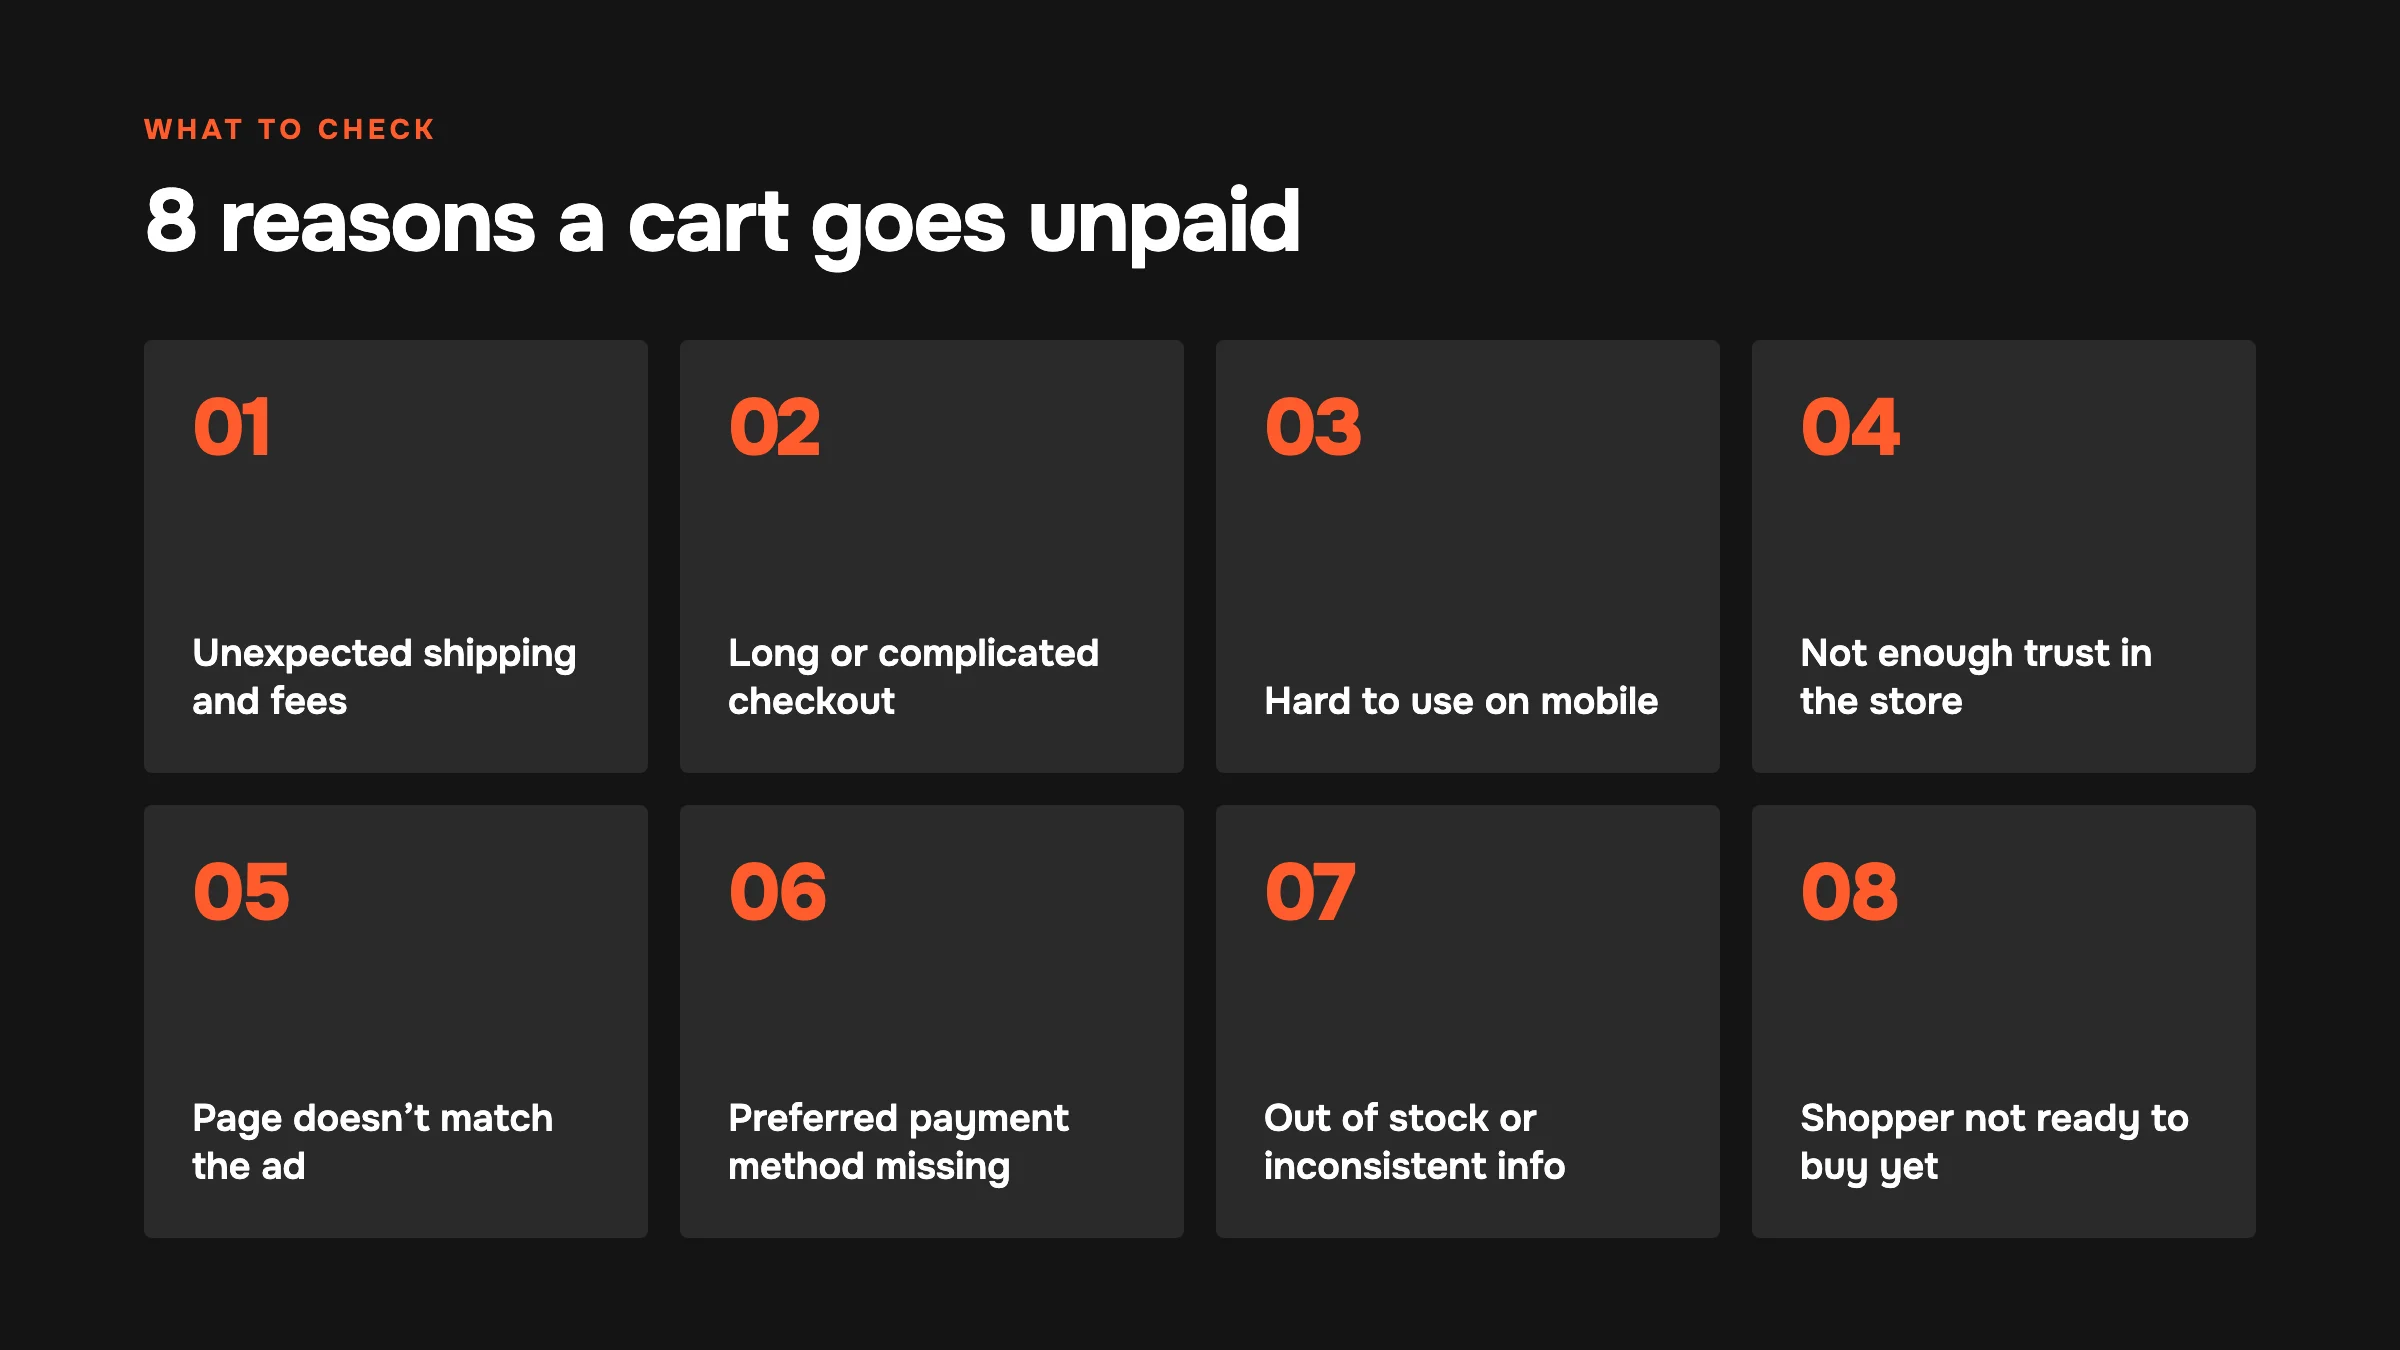 WHAT TO CHECK
8 reasons a cart goes unpaid
01
Unexpected shipping
and fees
02
Long or complicated
checkout
03
Hard to use on mobile
04
Not enough trust in
the store
05
Page doesn’t match
the ad
06
Preferred payment
method missing
07
Out of stock or
inconsistent info
08
Shopper not ready to
buy yet